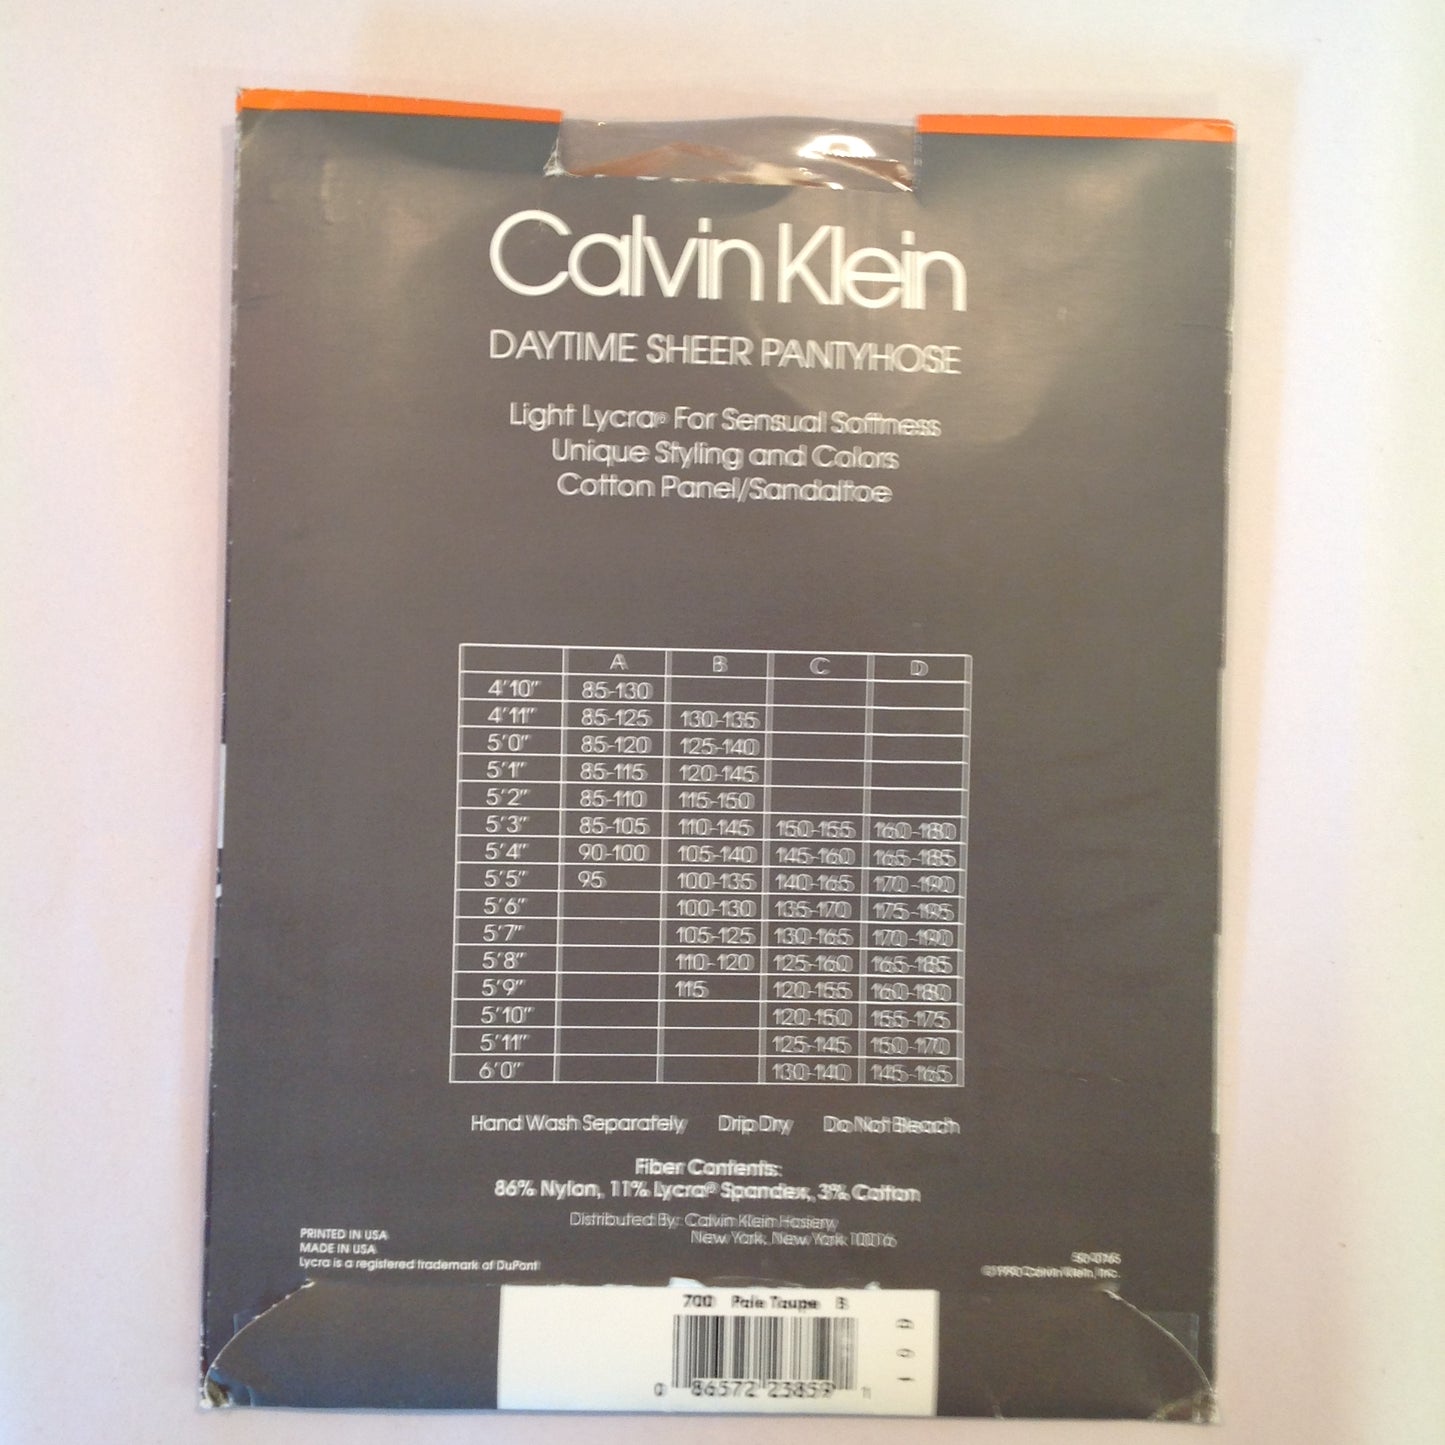 Calvin Klein
DAYTIME SHEER PANTYHOSE
Light Lycra® For Sensual Softness
Unique Styling and Colors
Cotton Panel/Sandaltoe
A B C D
4'10" 85-130
4'11" 85-125 130-135
5'0" 85-120 125-140
5'1" 85-115 120-145
5'2" 85-110 115-150
5'3" 85-105 110-145 150-155 160-180
5'4" 90-100 105-140 145-160 165-185
5'5" 95 100-135 140-165 170-190
5'6" 100-130 135-170 175-195
5'7" 105-125 130-165 170-190
5'8" 110-120 125-160 165-185
5'9" 115 120-155 160-180
5'10" 120-150 155-175
5'11" 125-145 150-170
6'0" 130-140 145-165
Hand Wash Separately Drip Dry Do Not Bleach
Fiber Contents:
86% Nylon, 11% Lycra® Spandex, 3% Cotton
Distributed By: Calvin Klein Hosiery
New York, New York 10016
PRINTED IN USA
MADE IN USA
Lycra is a registered trademark of DuPont
Calvin Klein, Inc.
700 Pale Taupe B
0 86572 23859 1